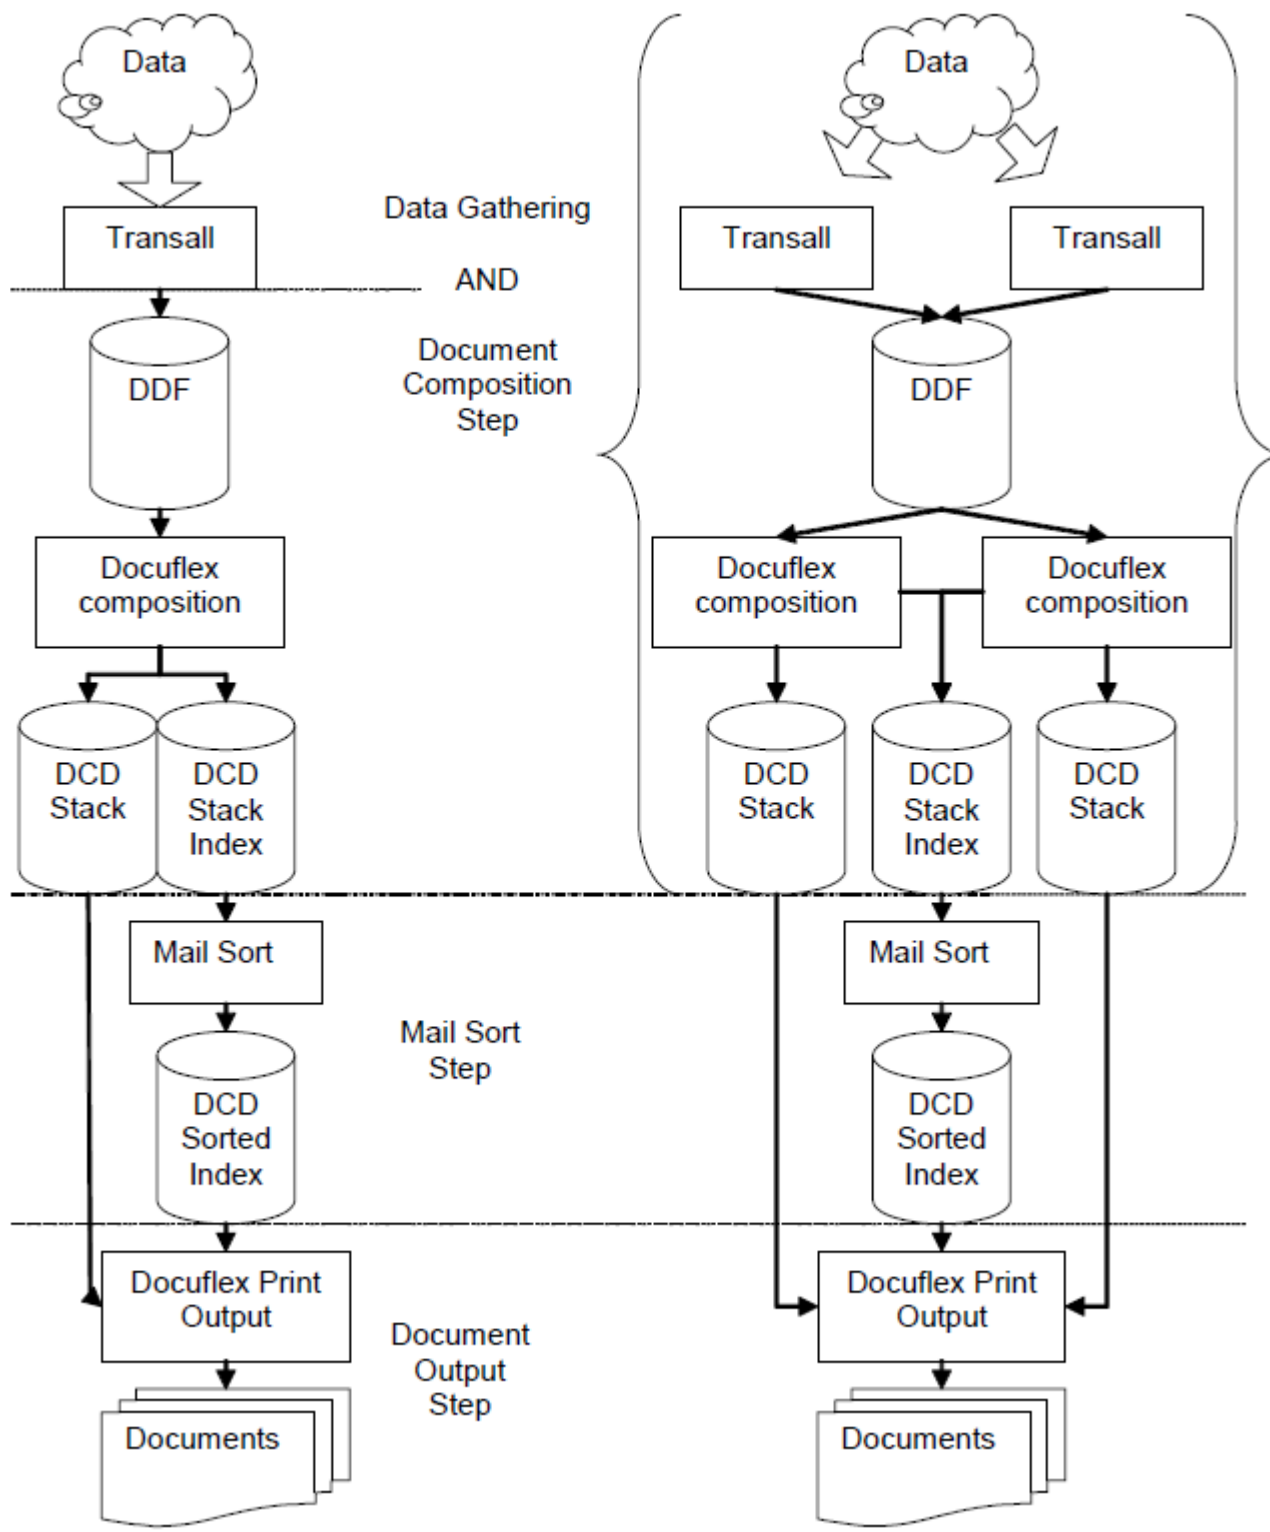 Data
Data
Transall
Data Gathering
Transall
Transall
AND
DDF
Document
Composition
Step
DDF
Docuflex
composition
Docuflex
composition
Docuflex
composition
DCD
Stack
DCD
Stack
Index
DCD
Stack
DCD
Stack
Index
DCD
Stack
Mail Sort
Mail Sort
Mail Sort
Step
DCD
Sorted
Index
DCD
Sorted
Index
Docuflex Print
Output
Docuflex Print
Output
Document
Output
Step
Documents
Documents